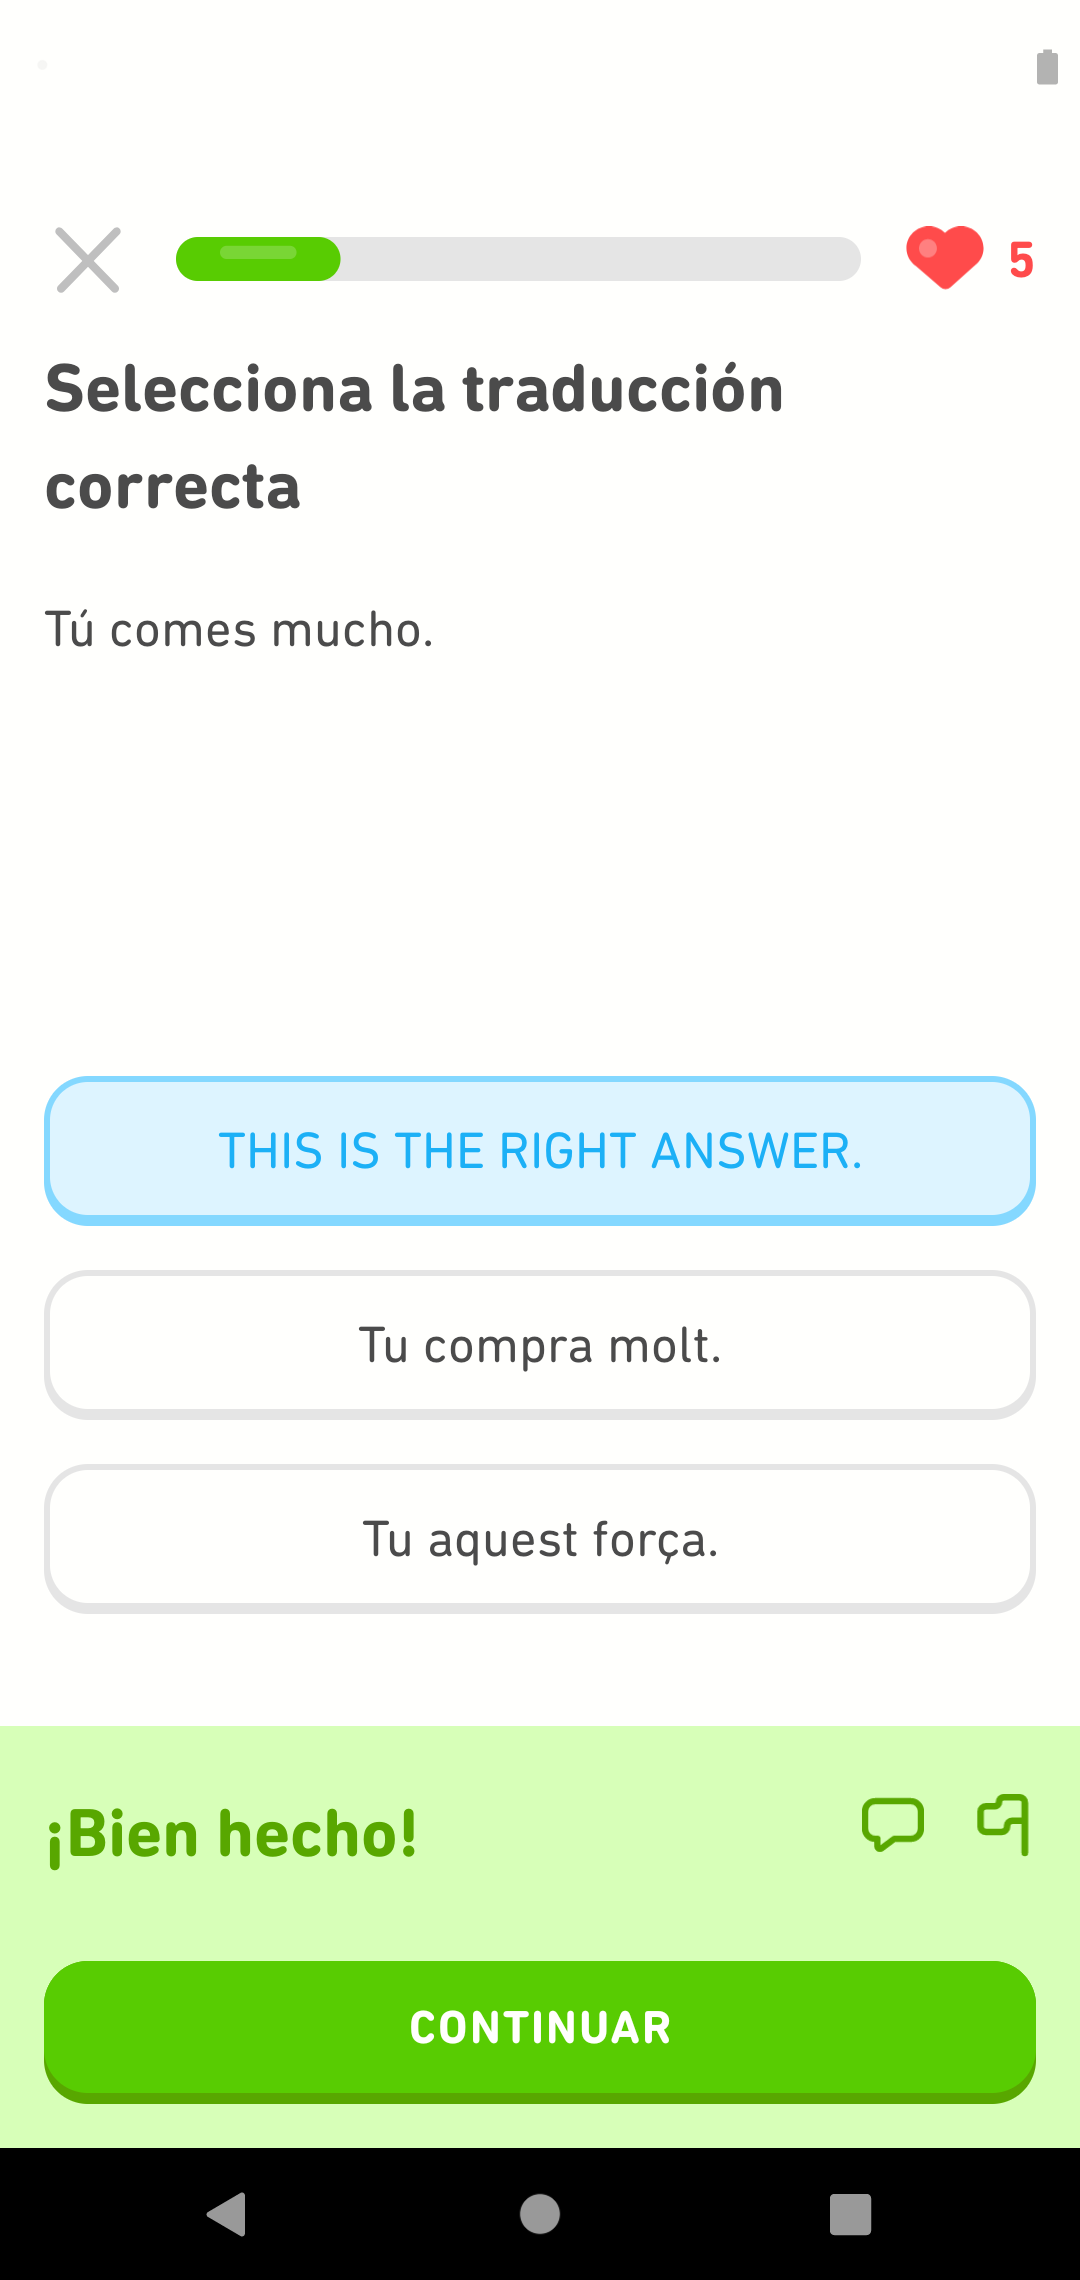 5
Selecciona la traducción
correcta
Tú comes mucho.
THIS IS THE RIGHT ANSWER.
Tu compra molt.
Tu aquest força.
¡Bien hecho!
CONTINUAR